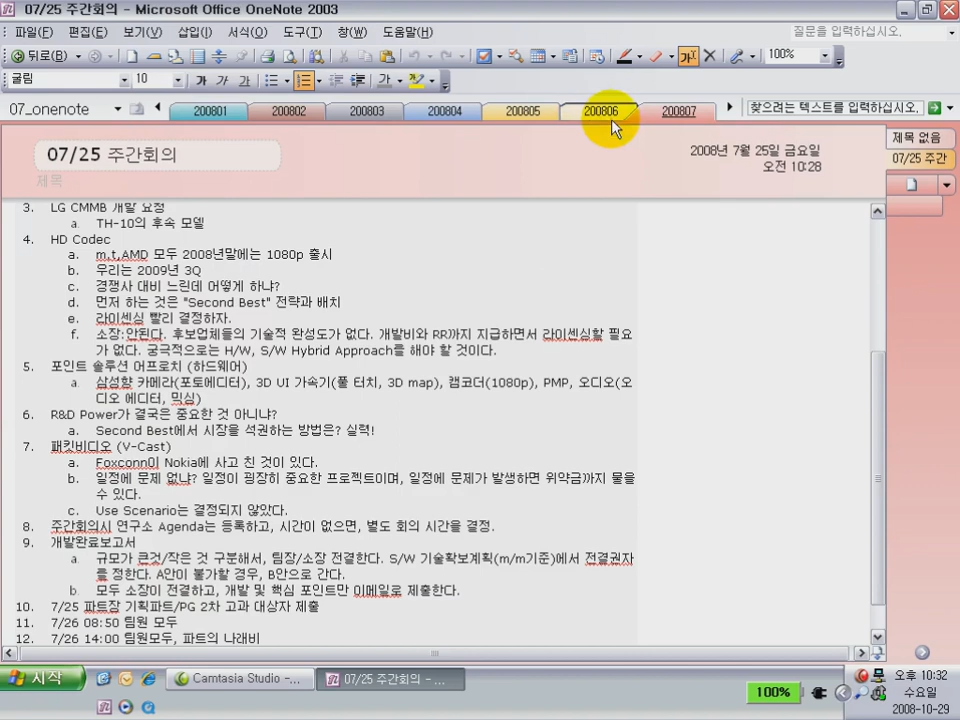 07/25 주간회의 - Microsoft Office OneNote 2003
파일(F) 편집(E) 보기(V) 삽입(I) 서식(O) 도구(T) 창(W) 도움말(H) 질문을 입력하십시오.
뒤로(B) 100%
굴림 10 가 가 가 가
07_onenote 200801 200802 200803 200804 200805 200806 200807 찾으려는 텍스트를 입력하십시오.
07/25 주간회의
제목
2008년 7월 25일 금요일
오전 10:28
제목 없음
07/25 주간
3. LG CMMB 개발 요청
a. TH-10의 후속 모델
4. HD Codec
a. m,t,AMD 모두 2008년말에는 1080p 출시
b. 우리는 2009년 3Q
c. 경쟁사 대비 느린데 어떻게 하냐?
d. 먼저 하는 것은 "Second Best" 전략과 배치
e. 라이센싱 빨리 결정하자.
f. 소장:안된다. 후보업체들의 기술적 완성도가 없다. 개발비와 RR까지 지급하면서 라이센싱할 필요
가 없다. 궁극적으로는 H/W, S/W Hybrid Approach를 해야 할 것이다.
5. 포인트 솔루션 어프로치 (하드웨어)
a. 삼성향 카메라(포토에디터), 3D UI 가속기(풀 터치, 3D map), 캠코더(1080p), PMP, 오디오(오
디오 에디터, 믹싱)
6. R&D Power가 결국은 중요한 것 아니냐?
a. Second Best에서 시장을 석권하는 방법은? 실력!
7. 패킷비디오 (V-Cast)
a. Foxconn이 Nokia에 사고 친 것이 있다.
b. 일정에 문제 없냐? 일정이 굉장히 중요한 프로젝트이며, 일정에 문제가 발생하면 위약금까지 물을
수 있다.
c. Use Scenario는 결정되지 않았다.
8. 주간회의시 연구소 Agenda는 등록하고, 시간이 없으면, 별도 회의 시간을 결정.
9. 개발완료보고서
a. 규모가 큰것/작은 것 구분해서, 팀장/소장 전결한다. S/W 기술확보계획(m/m기준)에서 전결권자
를 정한다. A안이 불가할 경우, B안으로 간다.
b. 모두 소장이 전결하고, 개발 및 핵심 포인트만 이메일로 제출한다.
10. 7/25 파트장 기획파트/PG 2차 고과 대상자 제출
11. 7/26 08:50 팀원 모두
12. 7/26 14:00 팀원모두, 파트의 나래비
시작 Camtasia Studio -... 07/25 주간회의 - ...
100%
오후 10:32
수요일
2008-10-29